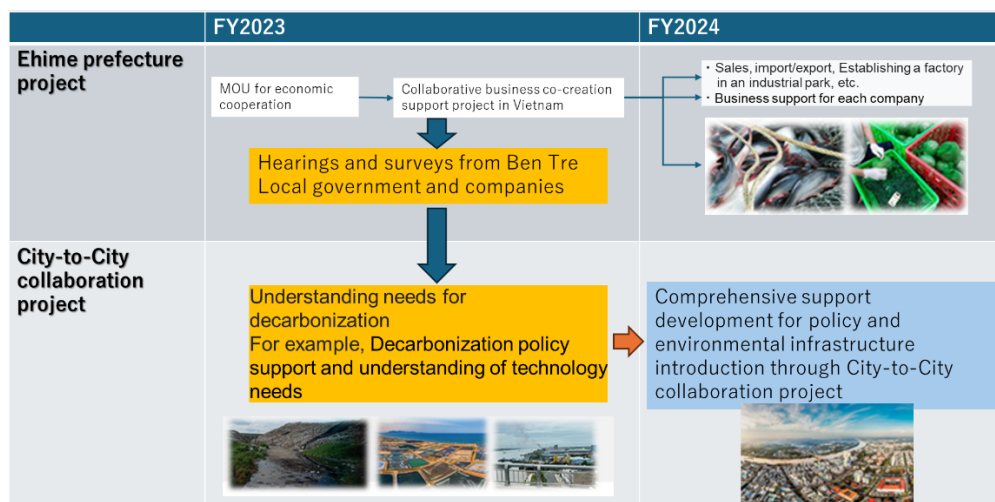 FY2023
FY2024
Ehime prefecture
project
MOU for economic
cooperation
Collaborative business co-creation
support project in Vietnam
・Sales, import/export, Establishing a factory
in an industrial park, etc.
・Business support for each company
Hearings and surveys from Ben Tre
Local government and companies
City-to-City
collaboration
project
Understanding needs for
decarbonization
For example, Decarbonization policy
support and understanding of technology
needs
Comprehensive support
development for policy and
environmental infrastructure
introduction through City-to-City
collaboration project